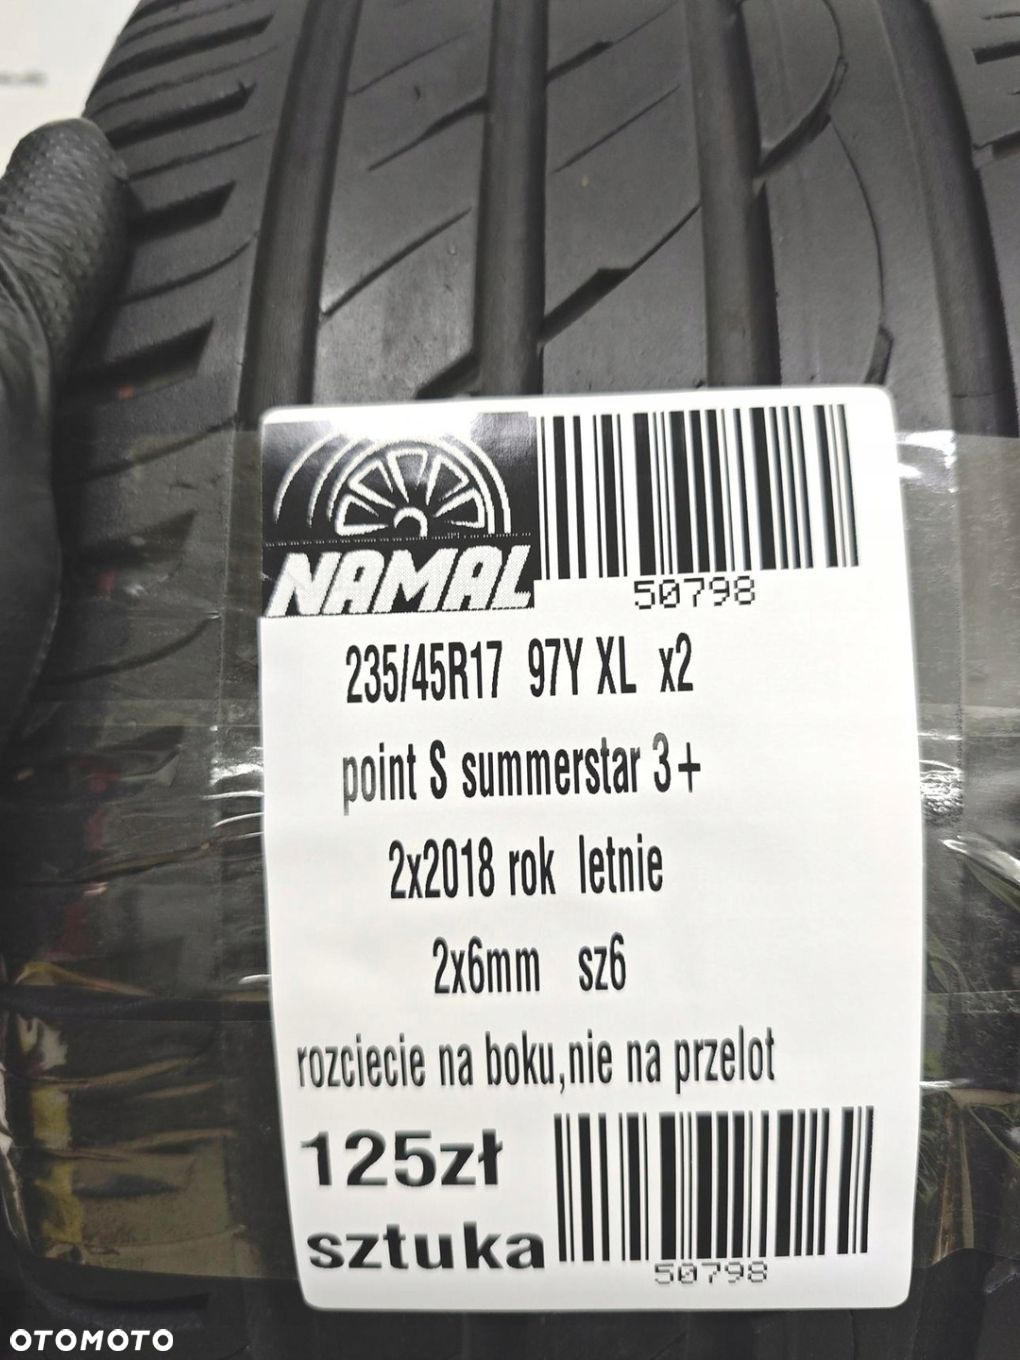 NAMAL
50798
235/45R17 97Y XL x2
point S summerstar 3+
2x2018 rok letnie
2x6mm sz6
rozciecie na boku,nie na przelot
125zł
sztuka
50798
OTOMOTO